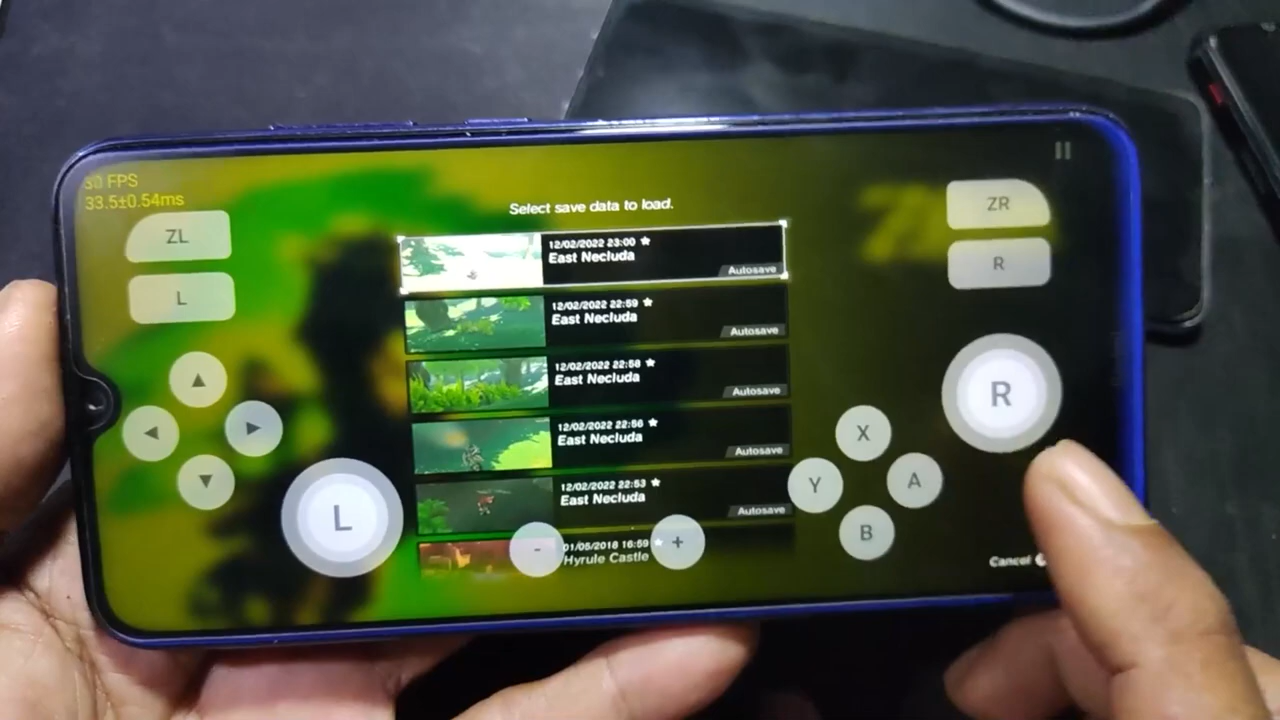 30 FPS
33.5±0.54ms
ZL
L
Select save data to load.
12/02/2022 23:00 ★
East Necluda
Autosave
12/02/2022 22:59 ★
East Necluda
Autosave
12/02/2022 22:58 ★
East Necluda
Autosave
12/02/2022 22:56 ★
East Necluda
Autosave
12/02/2022 22:53 ★
East Necluda
Autosave
01/05/2018 16:59 ★
Hyrule Castle
ZR
R
L
R
X
Y
A
B
-
+
Cancel